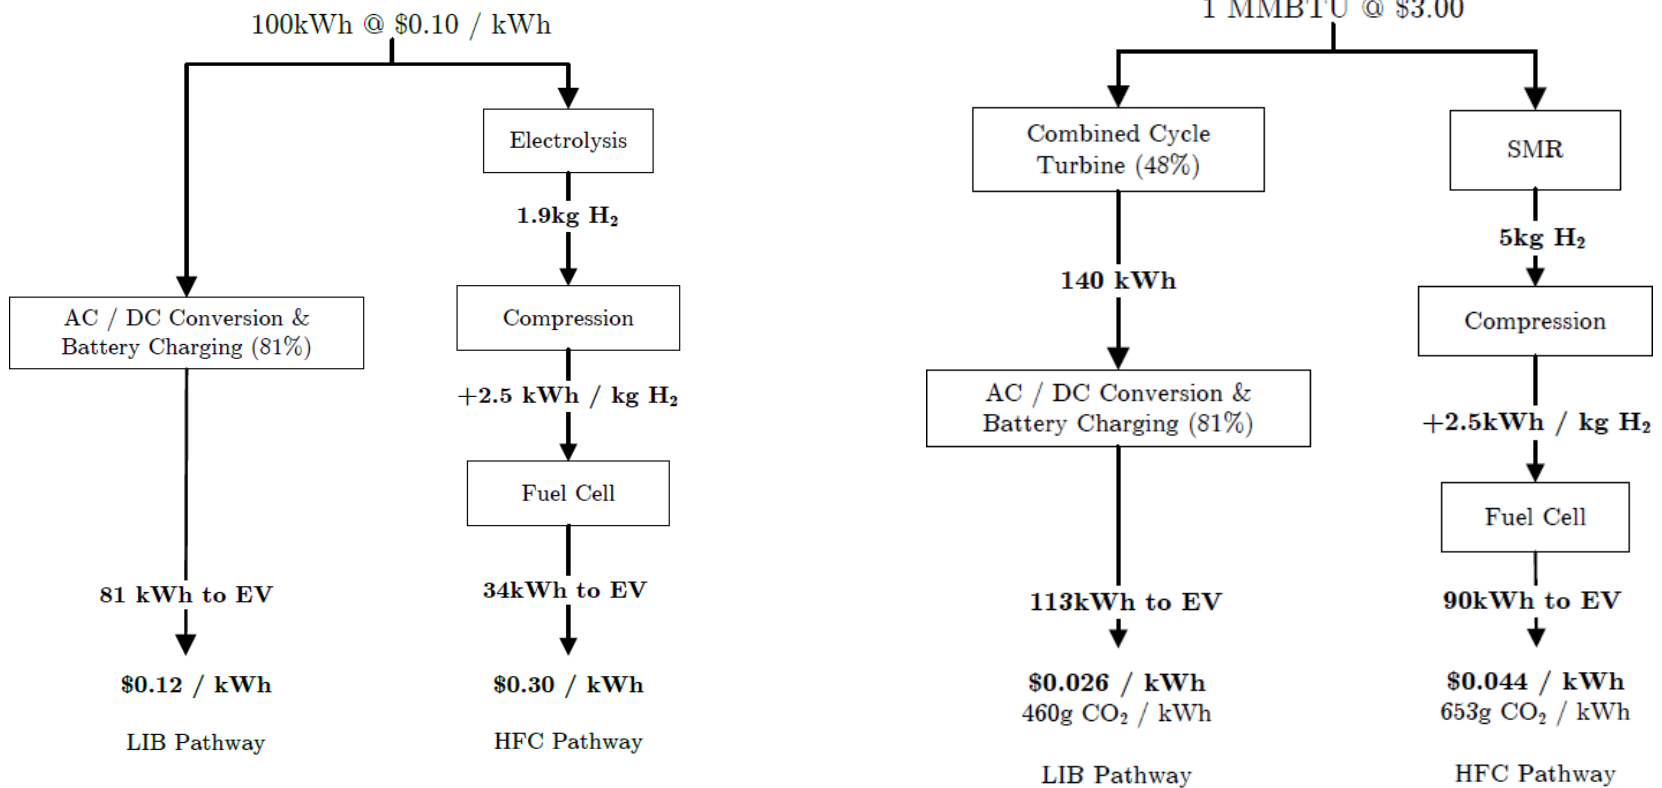 100kWh @ $0.10 / kWh
Electrolysis
1.9kg H₂
AC / DC Conversion &
Battery Charging (81%)
Compression
+2.5 kWh / kg H₂
Fuel Cell
81 kWh to EV
34kWh to EV
$0.12 / kWh
$0.30 / kWh
LIB Pathway
HFC Pathway
1 MMBTU @ $3.00
Combined Cycle
Turbine (48%)
SMR
5kg H₂
140 kWh
Compression
AC / DC Conversion &
Battery Charging (81%)
+2.5kWh / kg H₂
Fuel Cell
113kWh to EV
90kWh to EV
$0.026 / kWh
460g CO₂ / kWh
$0.044 / kWh
653g CO₂ / kWh
LIB Pathway
HFC Pathway